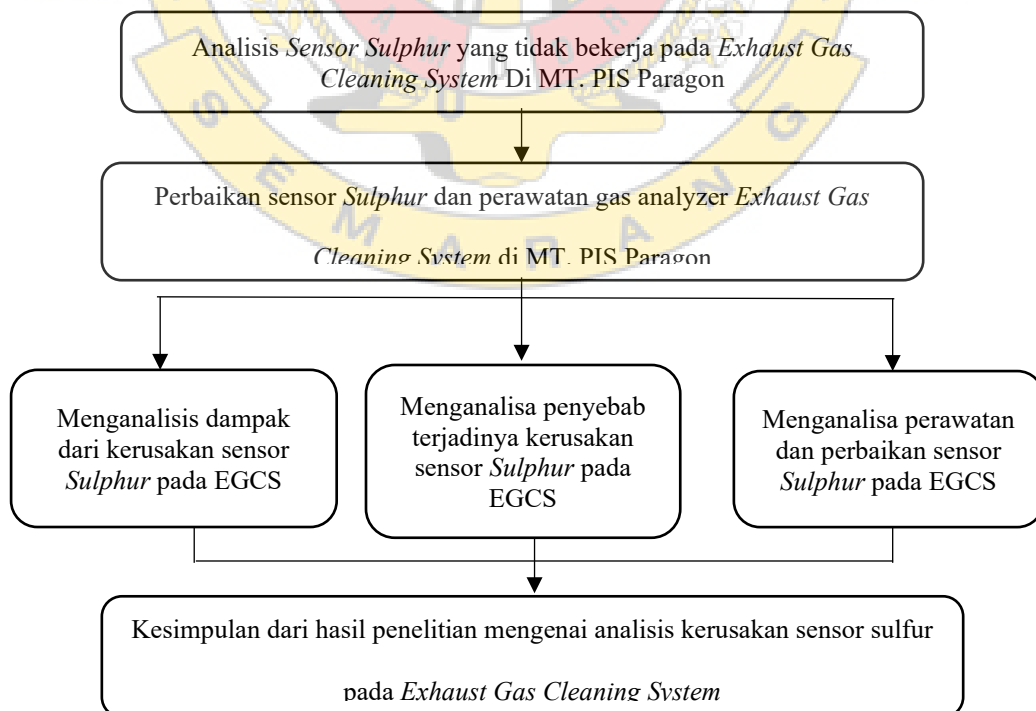 Analisis Sensor Sulphur yang tidak bekerja pada Exhaust Gas
Cleaning System Di MT. PIS Paragon
Perbaikan sensor Sulphur dan perawatan gas analyzer Exhaust Gas
Cleaning System di MT. PIS Paragon
Menganalisis dampak
dari kerusakan sensor
Sulphur pada EGCS
Menganalisa penyebab
terjadinya kerusakan
sensor Sulphur pada
EGCS
Menganalisa perawatan
dan perbaikan sensor
Sulphur pada EGCS
Kesimpulan dari hasil penelitian mengenai analisis kerusakan sensor sulfur
pada Exhaust Gas Cleaning System
SEMARANG